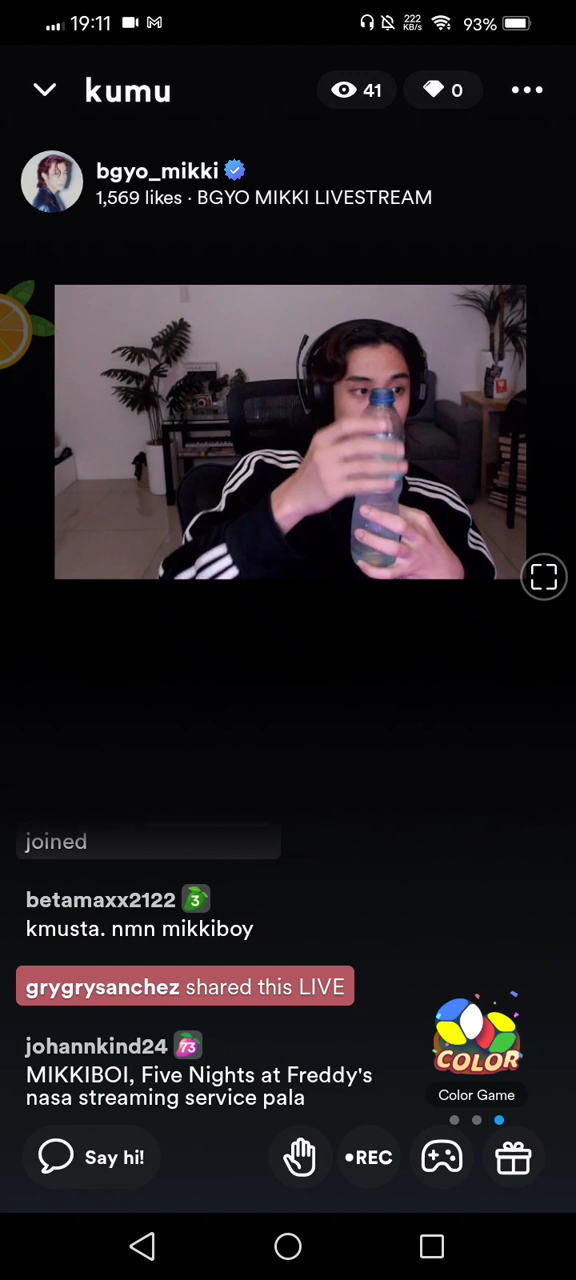 19:11
222
KB/s
93%
kumu
41
0
bgyo_mikki
1,569 likes · BGYO MIKKI LIVESTREAM
joined
betamaxx2122 3
kmusta. nmn mikkiboy
grygrysanchez shared this LIVE
johannkind24 73
MIKKIBOI, Five Nights at Freddy's
nasa streaming service pala
COLOR
Color Game
Say hi!
•REC